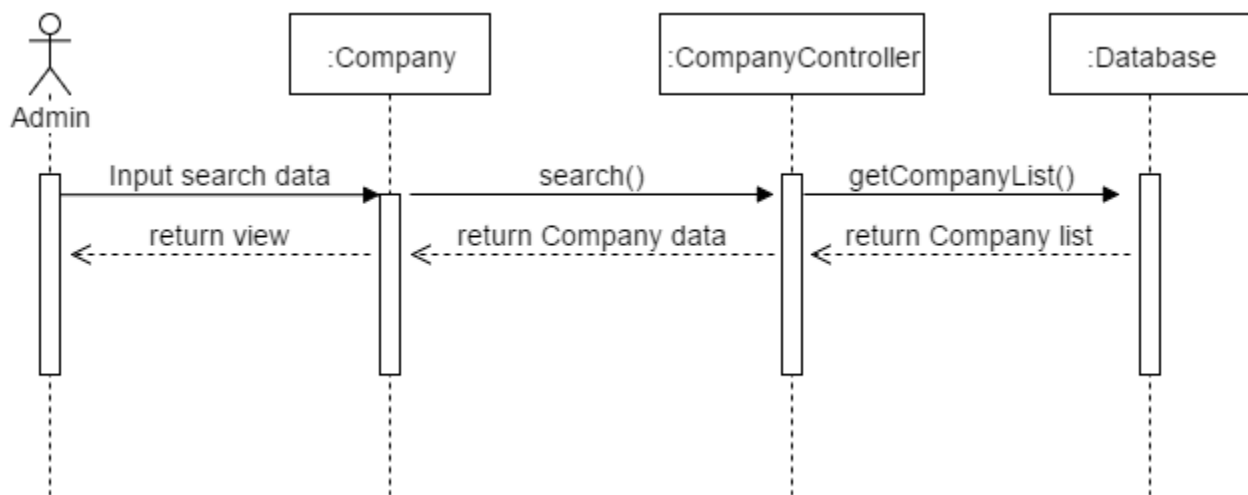 :Company
:CompanyController
:Database
Admin
Input search data
search()
getCompanyList()
return view
return Company data
return Company list